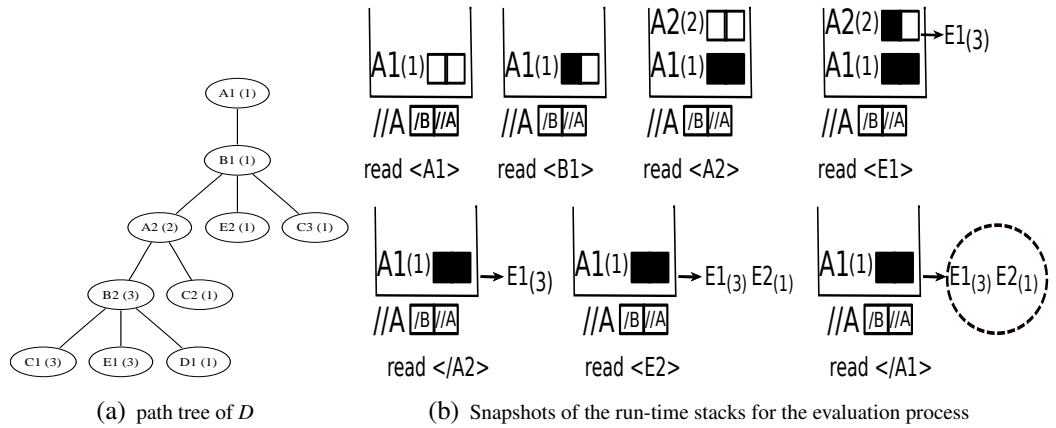 A1 (1)
B1 (1)
A2 (2) E2 (1) C3 (1)
B2 (3) C2 (1)
C1 (3) E1 (3) D1 (1)
(a) path tree of D
A1(1)
//A /B //A
read <A1>
A1(1)
//A /B //A
read <B1>
A2(2)
A1(1)
//A /B //A
read <A2>
A2(2) E1(3)
A1(1)
//A /B //A
read <E1>
A1(1) E1(3)
//A /B //A
read </A2>
A1(1) E1(3) E2(1)
//A /B //A
read <E2>
A1(1) E1(3) E2(1)
//A /B //A
read </A1>
(b) Snapshots of the run-time stacks for the evaluation process